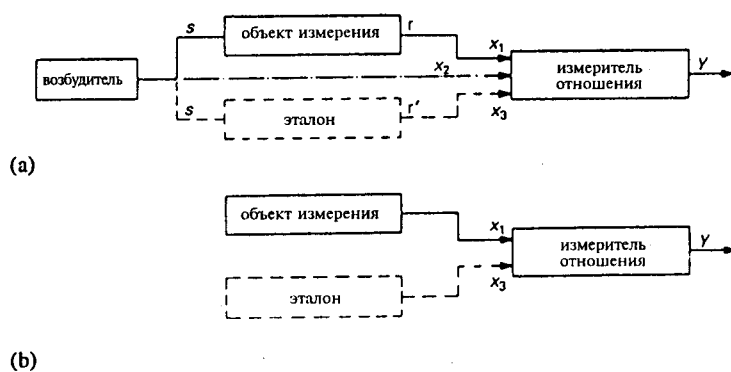 s
объект измерения
r
x₁
возбудитель
x₂
измеритель
отношения
y
s
эталон
r'
x₃
(a)
объект измерения
x₁
измеритель
отношения
y
эталон
x₃
(b)